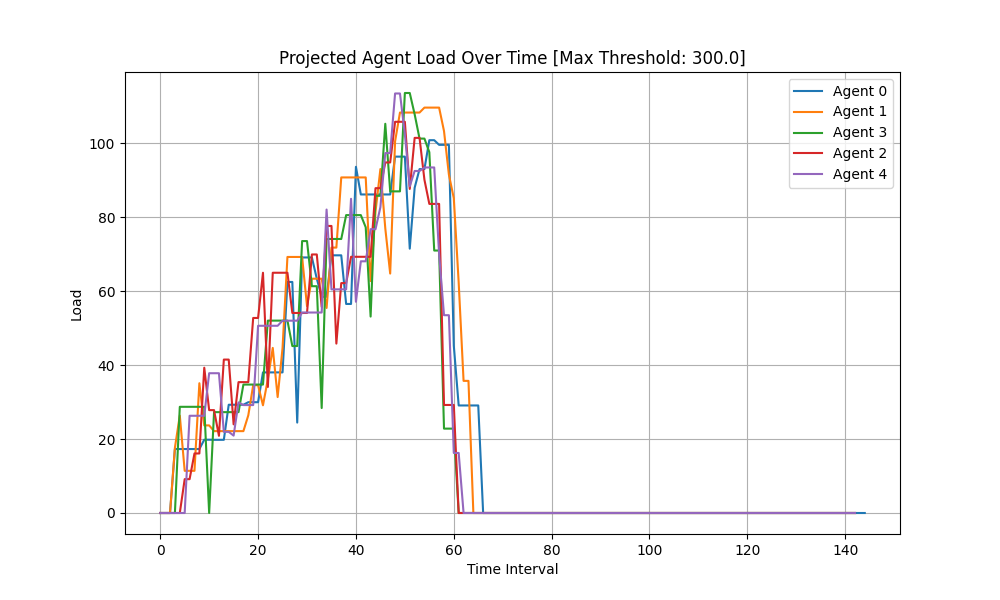 Projected Agent Load Over Time [Max Threshold: 300.0]
Agent 0
Agent 1
Agent 3
Agent 2
Agent 4
Load
100
80
60
40
20
0
0 20 40 60 80 100 120 140
Time Interval